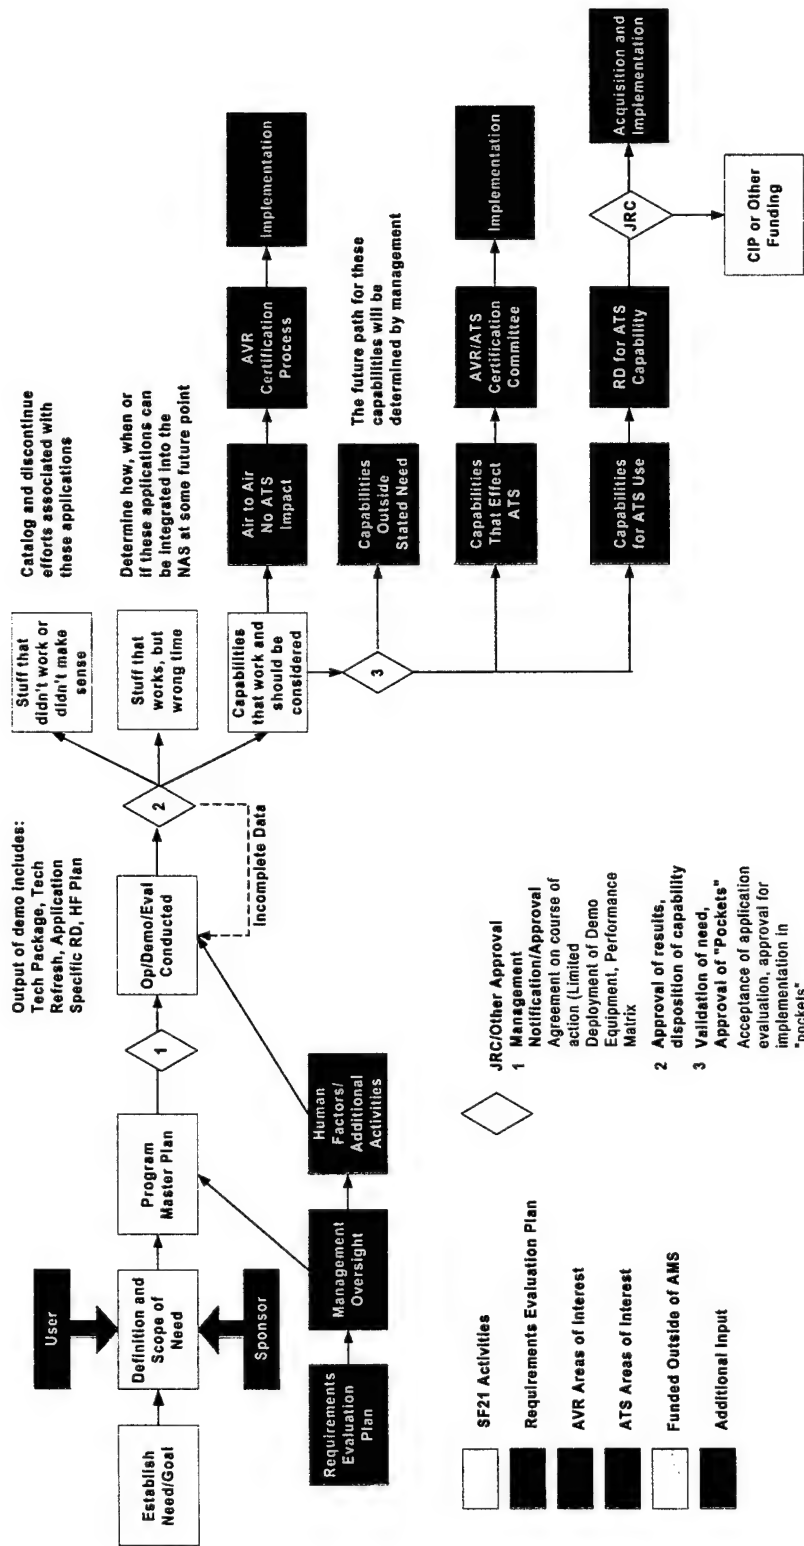 Establish
Need/Goal
User
Definition and
Scope of
Need
Sponsor
Program
Master Plan
1
Requirements
Evaluation
Plan
Management
Oversight
Human
Factors/
Additional
Activities
Output of demo includes:
Tech Package, Tech
Refresh, Application
Specific RD, HF Plan
Op/Demo/Eval
Conducted
2
Incomplete Data
Stuff that
didn't work or
didn't make
sense
Catalog and discontinue
efforts associated with
these applications
Stuff that
works, but
wrong time
Determine how, when or
if these applications can
be integrated into the
NAS at some future point
Capabilities
that work and
should be
considered
Air to Air
No ATS
Impact
AVR
Certification
Process
Implementation
3
Capabilities
Outside
Stated Need
The future path for these
capabilities will be
determined by management
Capabilities
That Effect
ATS
AVR/ATS
Certification
Committee
Implementation
Capabilities
for ATS Use
RD for ATS
Capability
JRC
Acquisition and
Implementation
CIP or Other
Funding
SF21 Activities
Requirements Evaluation Plan
AVR Areas of Interest
ATS Areas of Interest
Funded Outside of AMS
Additional Input
JRC/Other Approval
1 Management
Notification/Approval
Agreement on course of
action (Limited
Deployment of Demo
Equipment, Performance
Matrix
2 Approval of results,
disposition of capability
3 Validation of need,
Approval of "Pockets"
Acceptance of application
evaluation, approval for
implementation in
"pockets"